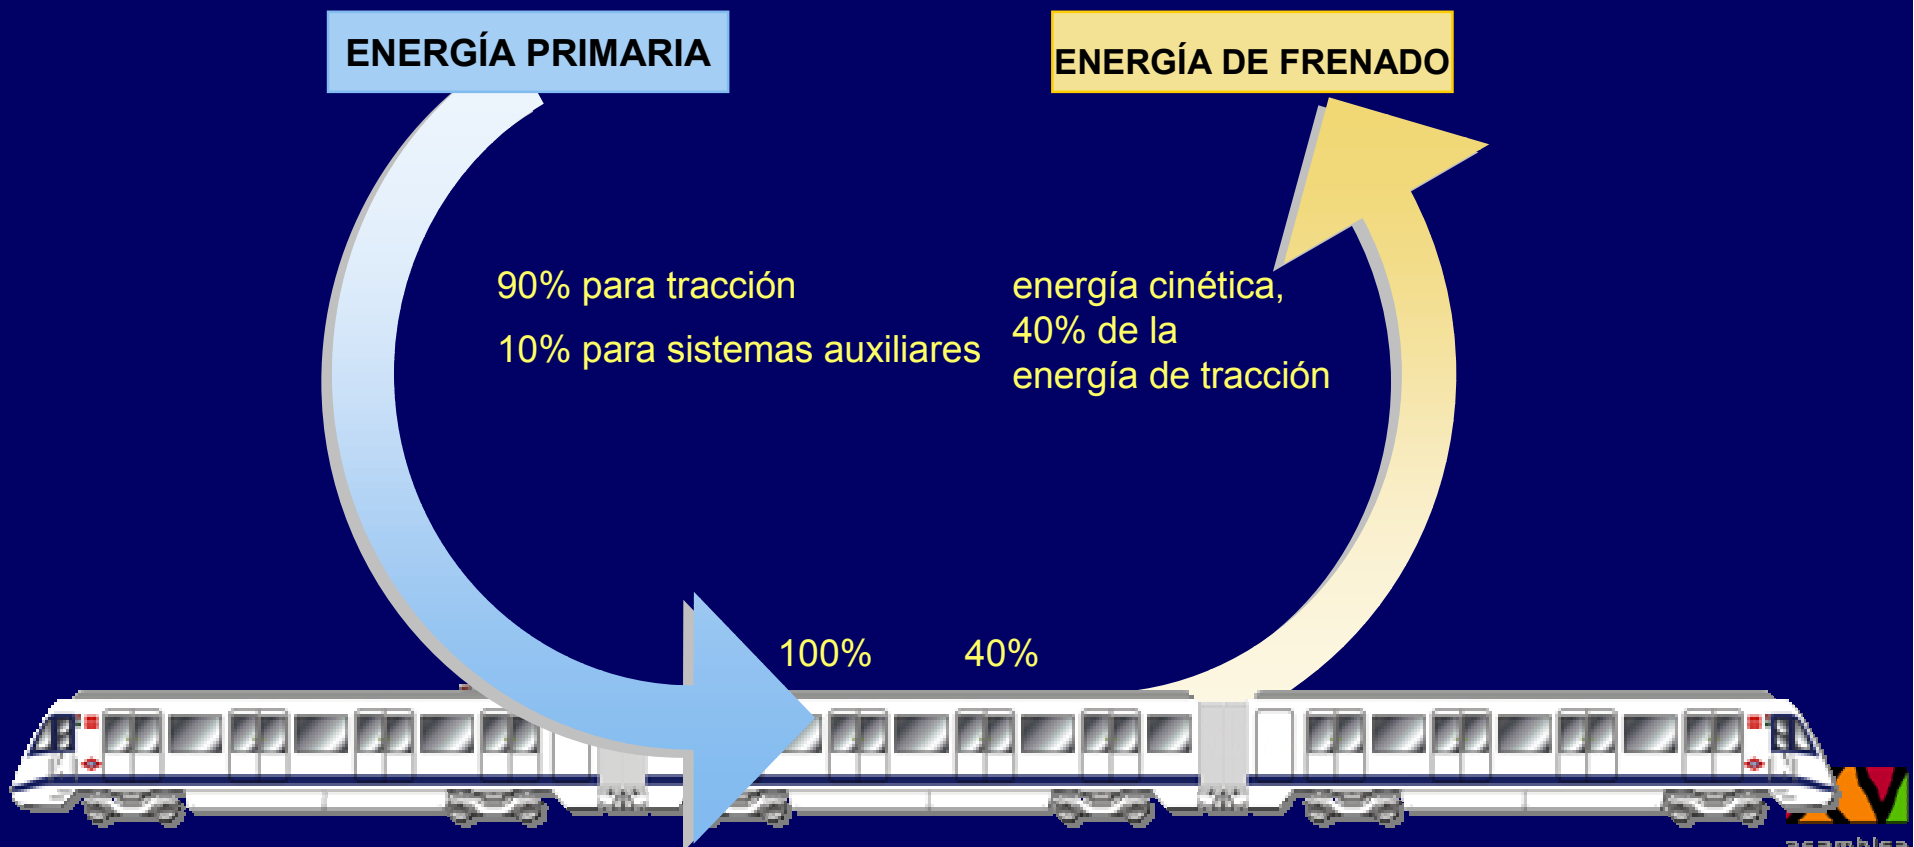 ENERGÍA PRIMARIA
ENERGÍA DE FRENADO
90% para tracción
10% para sistemas auxiliares
energía cinética,
40% de la
energía de tracción
100%
40%